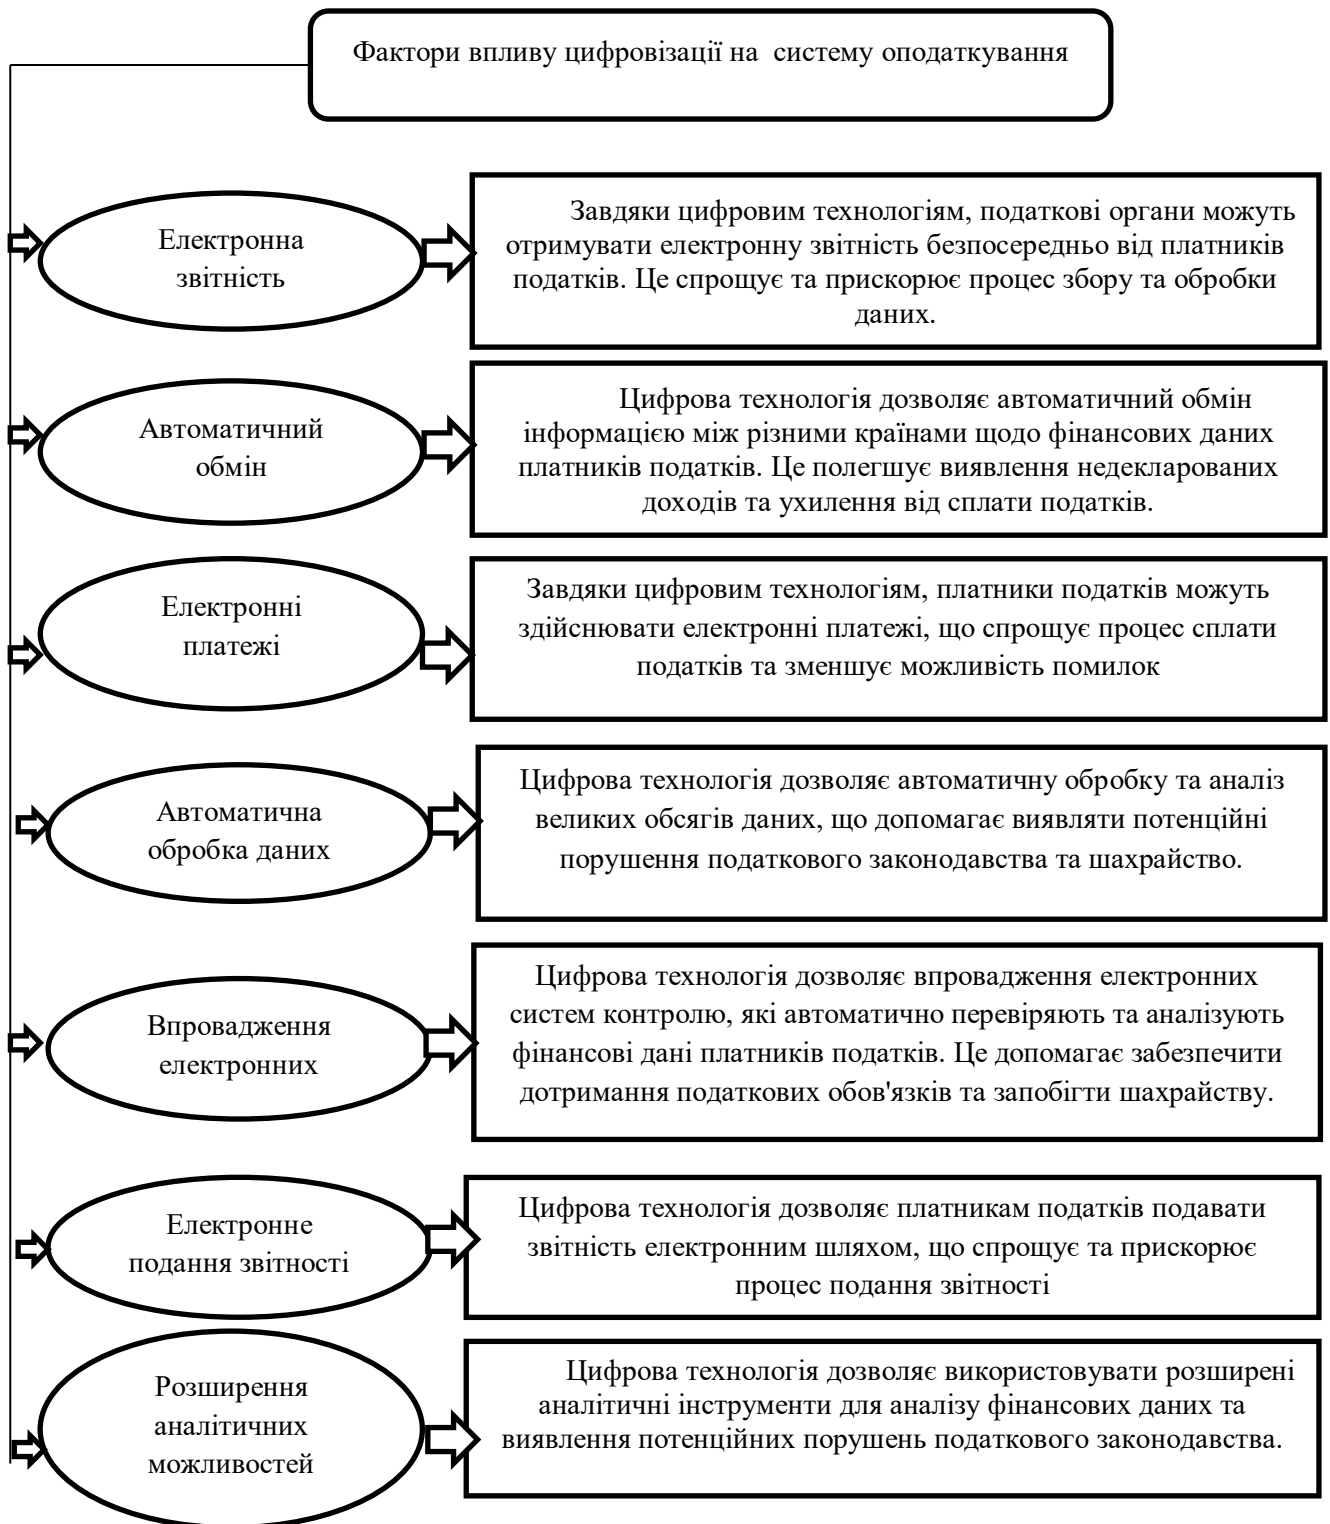 Фактори впливу цифровізації на система оподаткування
Електронна
звітність
Завдяки цифровим технологіям, податкові органи можуть
отримувати електронну звітність безпосередньо від платників
податків. Це спрощує та прискорює процес збору та обробки
даних.
Автоматичний
обмін
Цифрова технологія дозволяє автоматичний обмін
інформацією між різними країнами щодо фінансових даних
платників податків. Це полегшує виявлення недекларованих
доходів та ухилення від сплати податків.
Електронні
платежі
Завдяки цифровим технологіям, платники податків можуть
здійснювати електронні платежі, що спрощує процес сплати
податків та зменшує можливість помилок
Автоматична
обробка даних
Цифрова технологія дозволяє автоматичну обробку та аналіз
великих обсягів даних, що допомагає виявляти потенційні
порушення податкового законодавства та шахрайство.
Впровадження
електронних
Цифрова технологія дозволяє впровадження електронних
систем контролю, які автоматично перевіряють та аналізують
фінансові дані платників податків. Це допомагає забезпечити
дотримання податкових обов'язків та запобігти шахрайству.
Електронне
подання звітності
Цифрова технологія дозволяє платникам податків подавати
звітність електронним шляхом, що спрощує та прискорює
процес подання звітності
Розширення
аналітичних
можливостей
Цифрова технологія дозволяє використовувати розширені
аналітичні інструменти для аналізу фінансових даних та
виявлення потенційних порушень податкового законодавства.